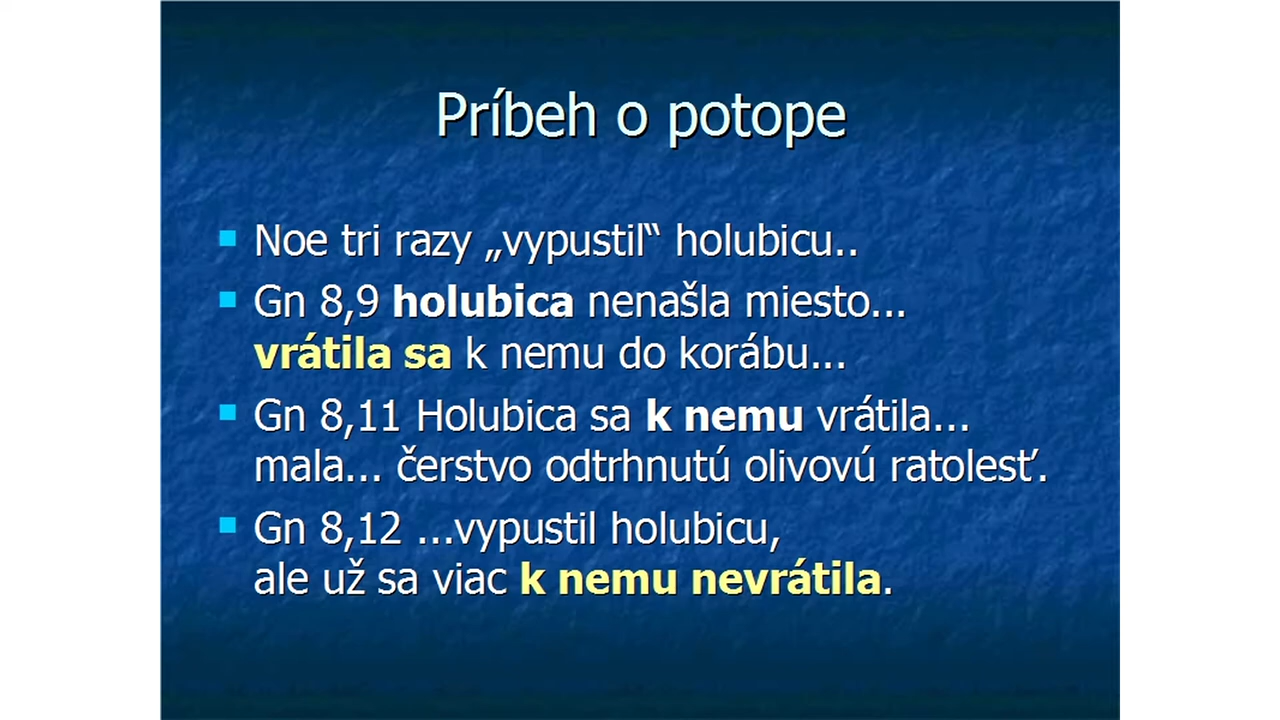 Príbeh o potope
Noe tri razy „vypustil“ holubicu..
Gn 8,9 holubica nenašla miesto...
vrátila sa k nemu do korábu...
Gn 8,11 Holubica sa k nemu vrátila...
mala... čerstvo odtrhnutú olivovú ratolesť.
Gn 8,12 ...vypustil holubicu,
ale už sa viac k nemu nevrátila.